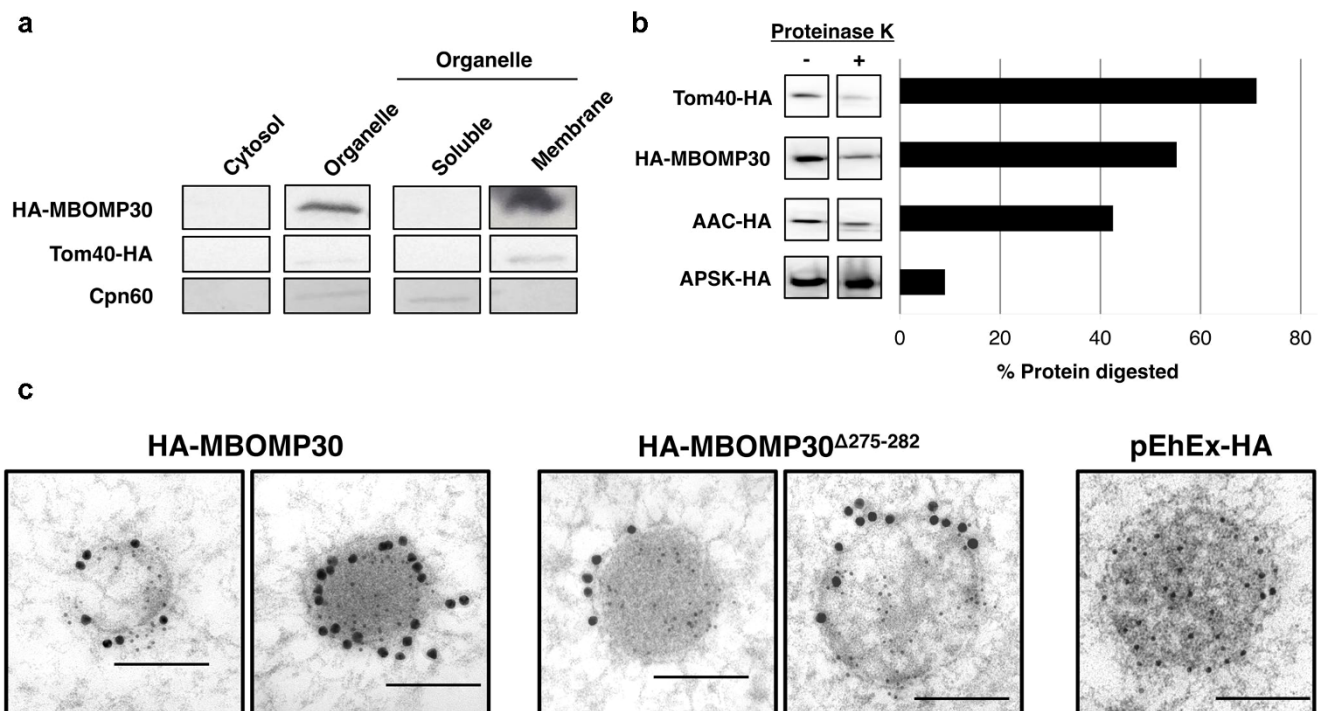 a
Organelle
Cytosol
Organelle
Soluble
Membrane
HA-MBOMP30
Tom40-HA
Cpn60
b
Proteinase K
- +
Tom40-HA
HA-MBOMP30
AAC-HA
APSK-HA
0 20 40 60 80
% Protein digested
c
HA-MBOMP30
HA-MBOMP30Δ275-282
pEhEx-HA